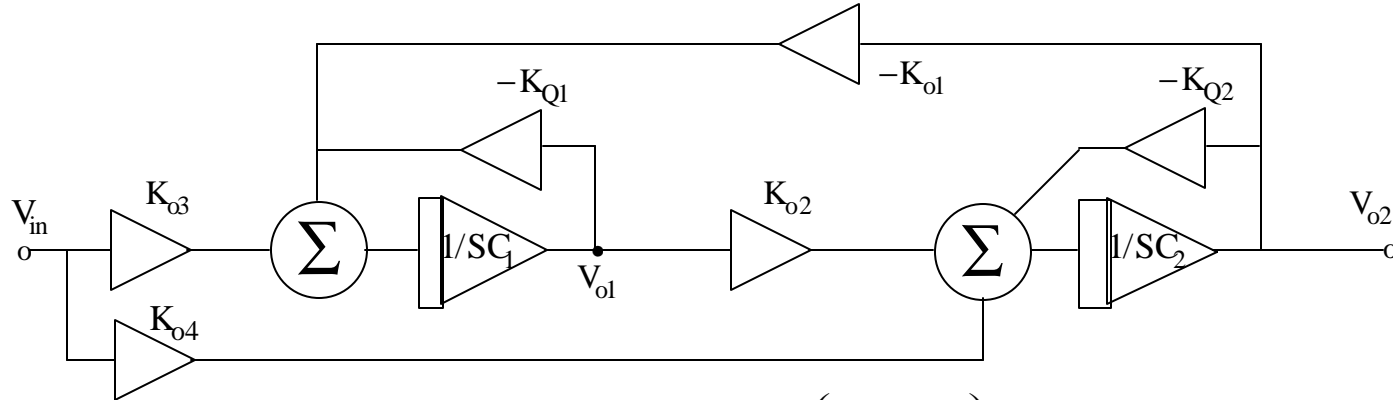 −K_o1
−K_Q1
−K_Q2
V_in
K_o3
K_o2
V_o2
Σ
1/SC_1
V_o1
Σ
1/SC_2
K_o4